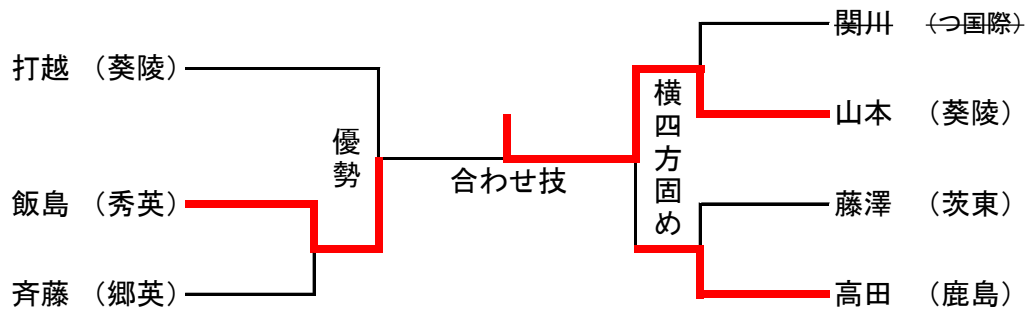 打越 （葵陵）
飯島 （秀英）
斉藤 （郷英）
優勢
合わせ技
横四方固め
関川 （つ国際）
山本 （葵陵）
藤澤 （茨東）
高田 （鹿島）